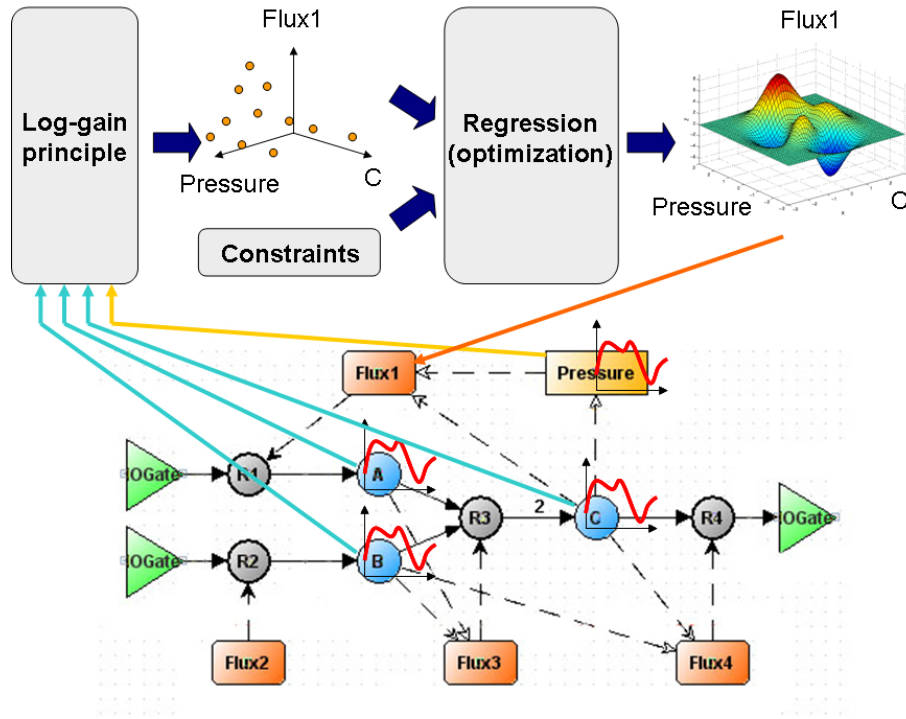 Flux1
Flux1
Log-gain
principle
Regression
(optimization)
Pressure
C
Pressure
C
Constraints
Flux1
Pressure
IOGate
R1
A
R3
2
C
R4
IOGate
IOGate
R2
B
Flux2
Flux3
Flux4